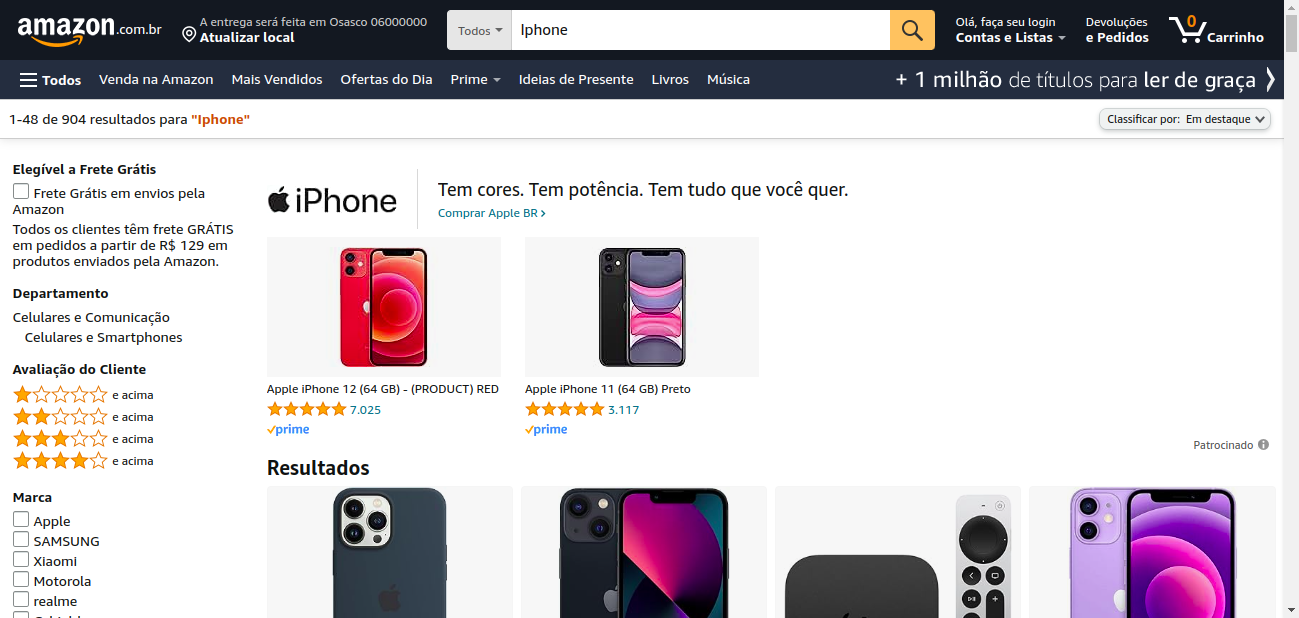 amazon.com.br
A entrega será feita em Osasco 06000000
Atualizar local
Todos
Iphone
Olá, faça seu login
Contas e Listas
Devoluções
e Pedidos
0
Carrinho
Todos
Venda na Amazon
Mais Vendidos
Ofertas do Dia
Prime
Ideias de Presente
Livros
Música
+ 1 milhão de títulos para ler de graça
1-48 de 904 resultados para "Iphone"
Classificar por: Em destaque
Elegível a Frete Grátis
Frete Grátis em envios pela
Amazon
Todos os clientes têm frete GRÁTIS
em pedidos a partir de R$ 129 em
produtos enviados pela Amazon.
Departamento
Celulares e Comunicação
Celulares e Smartphones
Avaliação do Cliente
e acima
e acima
e acima
e acima
Marca
Apple
SAMSUNG
Xiaomi
Motorola
realme
iPhone
Tem cores. Tem potência. Tem tudo que você quer.
Comprar Apple BR
Apple iPhone 12 (64 GB) - (PRODUCT) RED
7.025
prime
Apple iPhone 11 (64 GB) Preto
3.117
prime
Patrocinado
Resultados